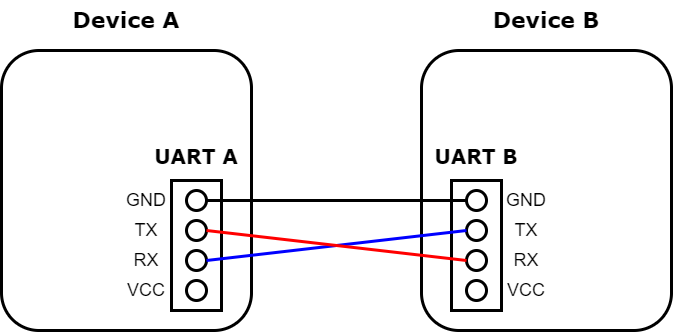 Device A
Device B
UART A
UART B
GND
GND
TX
TX
RX
RX
VCC
VCC